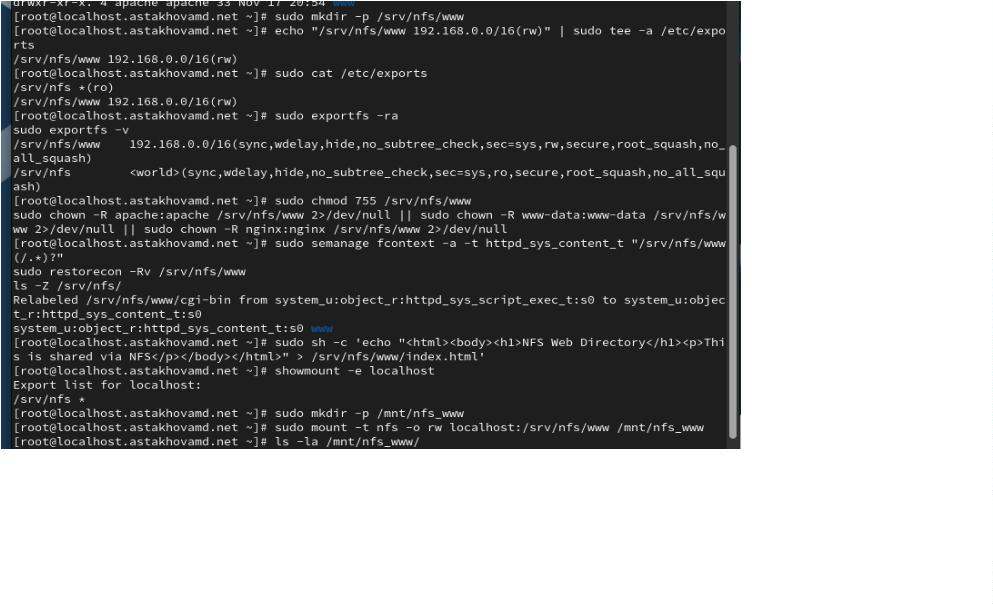 drwxr-xr-x. 4 apache apache 33 Nov 17 20:54 www
[root@localhost.astakhovamd.net ~]# sudo mkdir -p /srv/nfs/www
[root@localhost.astakhovamd.net ~]# echo "/srv/nfs/www 192.168.0.0/16(rw)" | sudo tee -a /etc/expo
rts
/srv/nfs/www 192.168.0.0/16(rw)
[root@localhost.astakhovamd.net ~]# sudo cat /etc/exports
/srv/nfs *(ro)
/srv/nfs/www 192.168.0.0/16(rw)
[root@localhost.astakhovamd.net ~]# sudo exportfs -ra
sudo exportfs -v
/srv/nfs/www    192.168.0.0/16(sync,wdelay,hide,no_subtree_check,sec=sys,rw,secure,root_squash,no_
all_squash)
/srv/nfs        <world>(sync,wdelay,hide,no_subtree_check,sec=sys,ro,secure,root_squash,no_all_squ
ash)
[root@localhost.astakhovamd.net ~]# sudo chmod 755 /srv/nfs/www
sudo chown -R apache:apache /srv/nfs/www 2>/dev/null || sudo chown -R www-data:www-data /srv/nfs/w
ww 2>/dev/null || sudo chown -R nginx:nginx /srv/nfs/www 2>/dev/null
[root@localhost.astakhovamd.net ~]# sudo semanage fcontext -a -t httpd_sys_content_t "/srv/nfs/www
(/.*)?"
sudo restorecon -Rv /srv/nfs/www
ls -Z /srv/nfs/
Relabeled /srv/nfs/www/cgi-bin from system_u:object_r:httpd_sys_script_exec_t:s0 to system_u:objec
t_r:httpd_sys_content_t:s0
system_u:object_r:httpd_sys_content_t:s0 www
[root@localhost.astakhovamd.net ~]# sudo sh -c 'echo "<html><body><h1>NFS Web Directory</h1><p>Thi
s is shared via NFS</p></body></html>" > /srv/nfs/www/index.html'
[root@localhost.astakhovamd.net ~]# showmount -e localhost
Export list for localhost:
/srv/nfs *
[root@localhost.astakhovamd.net ~]# sudo mkdir -p /mnt/nfs_www
[root@localhost.astakhovamd.net ~]# sudo mount -t nfs -o rw localhost:/srv/nfs/www /mnt/nfs_www
[root@localhost.astakhovamd.net ~]# ls -la /mnt/nfs_www/